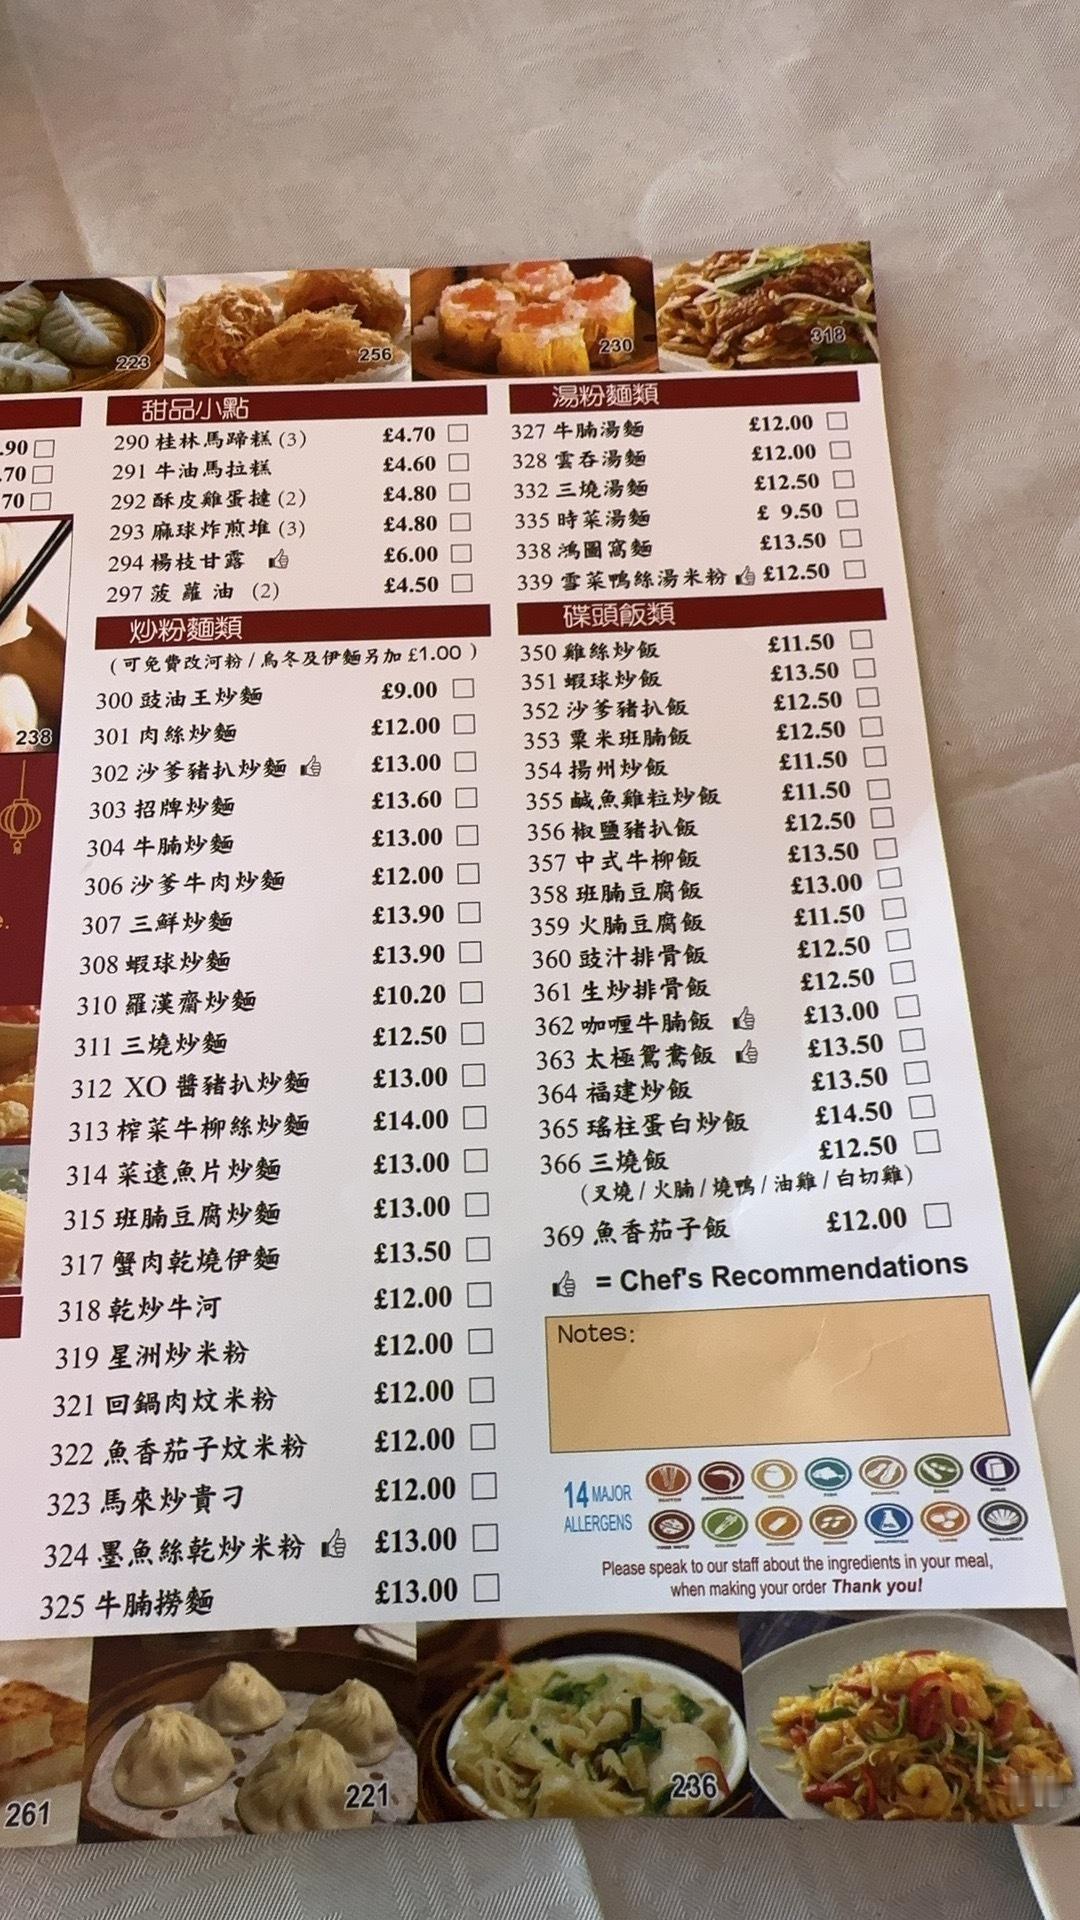 223
256
230
318
.90
.70
70
238
e.
甜品小點
290 桂林馬蹄糕 (3) £4.70
291 牛油馬拉糕 £4.60
292 酥皮雞蛋撻 (2) £4.80
293 麻球炸煎堆 (3) £4.80
294 楊枝甘露 £6.00
297 菠蘿油 (2) £4.50
炒粉麵類
(可免費改河粉/烏冬及伊麵另加£1.00)
300 豉油王炒麵 £9.00
301 肉絲炒麵 £12.00
302 沙爹豬扒炒麵 £13.00
303 招牌炒麵 £13.60
304 牛腩炒麵 £13.00
306 沙爹牛肉炒麵 £12.00
307 三鮮炒麵 £13.90
308 蝦球炒麵 £13.90
310 羅漢齋炒麵 £10.20
311 三燒炒麵 £12.50
312 XO 醬豬扒炒麵 £13.00
313 榨菜牛柳絲炒麵 £14.00
314 菜遠魚片炒麵 £13.00
315 班腩豆腐炒麵 £13.00
317 蟹肉乾燒伊麵 £13.50
318 乾炒牛河 £12.00
319 星洲炒米粉 £12.00
321 回鍋肉炆米粉 £12.00
322 魚香茄子炆米粉 £12.00
323 馬來炒貴刁 £12.00
324 墨魚絲乾炒米粉 £13.00
325 牛腩撈麵 £13.00
湯粉麵類
327 牛腩湯麵 £12.00
328 雲吞湯麵 £12.00
332 三燒湯麵 £12.50
335 時菜湯麵 £ 9.50
338 鴻圖窩麵 £13.50
339 雪菜鴨絲湯米粉 £12.50
碟頭飯類
350 雞絲炒飯 £11.50
351 蝦球炒飯 £13.50
352 沙爹豬扒飯 £12.50
353 粟米班腩飯 £12.50
354 揚州炒飯 £11.50
355 鹹魚雞粒炒飯 £11.50
356 椒鹽豬扒飯 £12.50
357 中式牛柳飯 £13.50
358 班腩豆腐飯 £13.00
359 火腩豆腐飯 £11.50
360 豉汁排骨飯 £12.50
361 生炒排骨飯 £12.50
362 咖喱牛腩飯 £13.00
363 太極鴛鴦飯 £13.50
364 福建炒飯 £13.50
365 瑤柱蛋白炒飯 £14.50
366 三燒飯 £12.50
(叉燒/火腩/燒鴨/油雞/白切雞)
369 魚香茄子飯 £12.00
= Chef's Recommendations
Notes:
14 MAJOR
ALLERGENS
Please speak to our staff about the ingredients in your meal,
when making your order Thank you!
261
221
236